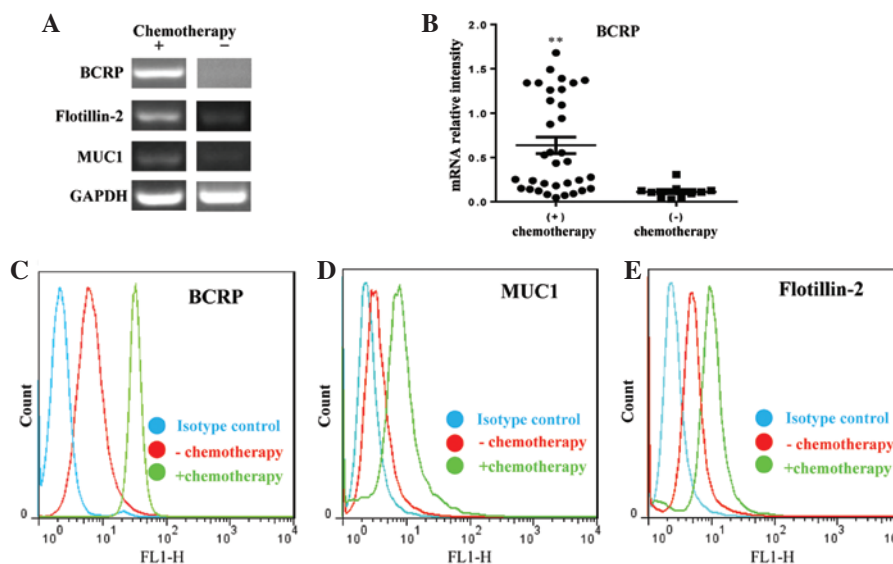 A
Chemotherapy
+ −
BCRP
Flotillin-2
MUC1
GAPDH
B
BCRP
**
mRNA relative intensity
2.0
1.5
1.0
0.5
0.0
(+)
chemotherapy
(-)
chemotherapy
C
BCRP
Count
Isotype control
- chemotherapy
+chemotherapy
0
10^0 10^1 10^2 10^3 10^4
FL1-H
D
MUC1
Count
Isotype control
- chemotherapy
+chemotherapy
0
10^0 10^1 10^2 10^3 10^4
FL1-H
E
Flotillin-2
Count
Isotype control
- chemotherapy
+chemotherapy
0
10^0 10^1 10^2 10^3
FL1-H